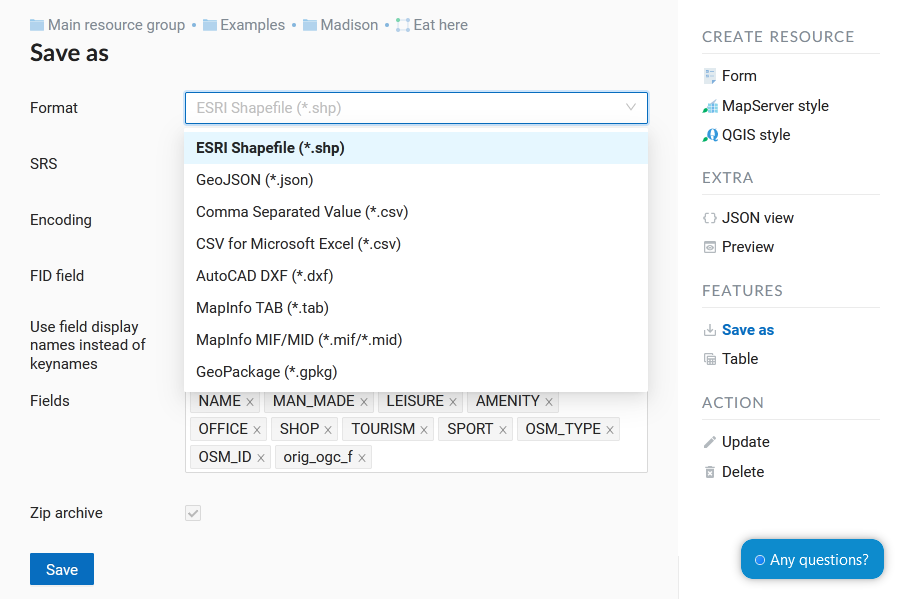 Main resource group • Examples • Madison • Eat here
Save as
Format
ESRI Shapefile (*.shp)
ESRI Shapefile (*.shp)
GeoJSON (*.json)
Comma Separated Value (*.csv)
CSV for Microsoft Excel (*.csv)
AutoCAD DXF (*.dxf)
MapInfo TAB (*.tab)
MapInfo MIF/MID (*.mif/*.mid)
GeoPackage (*.gpkg)
SRS
Encoding
FID field
Use field display
names instead of
keynames
Fields
NAME × MAN_MADE × LEISURE × AMENITY ×
OFFICE × SHOP × TOURISM × SPORT × OSM_TYPE ×
OSM_ID × orig_ogc_f ×
Zip archive
Save
CREATE RESOURCE
Form
MapServer style
QGIS style
EXTRA
JSON view
Preview
FEATURES
Save as
Table
ACTION
Update
Delete
Any questions?